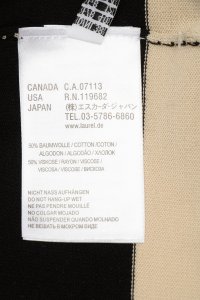 CANADA C.A.07113
USA R.N.119682
JAPAN (株)エスカーダ・ジャパン
TEL.03-5786-6860
www.laurel.de
50% BAUMWOLLE / COTTON / COTON /
ALGODON / ALGODÃO / ХЛОПОК
50% VISKOSE / RAYON / VISCOSE /
VISCOSA / VISCOSE / ВИСКОЗА
NICHT NASS AUFHÄNGEN
DO NOT HANG-UP WET
NE PAS PENDRE MOUILLÉ
NO COLGAR MOJADO
NÃO SUSPENDER QUANDO MOLHADO
НЕ ВЕШАТЬ В МОКРОМ ВИДЕ